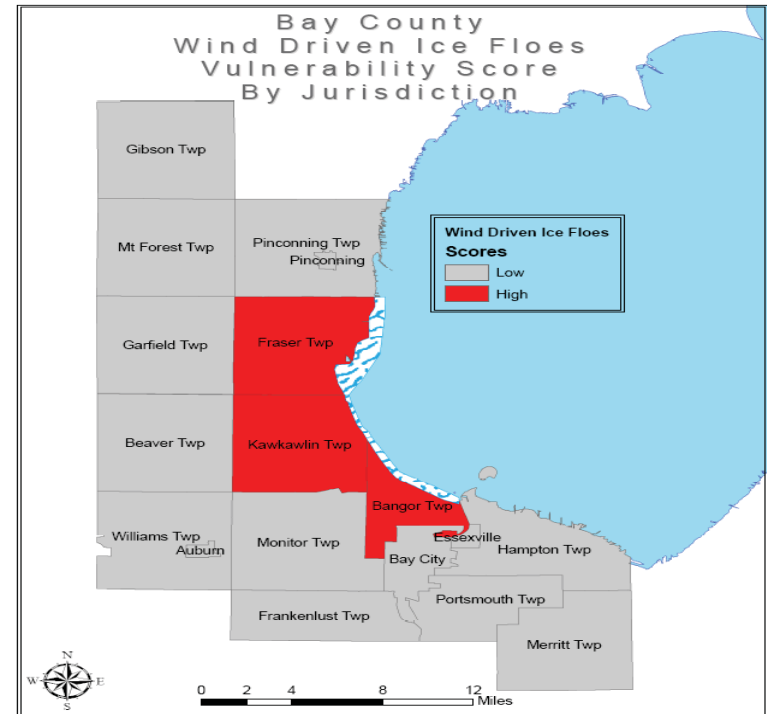 Bay County
Wind Driven Ice Floes
Vulnerability Score
By Jurisdiction
Gibson Twp
Mt Forest Twp
Pinconning Twp
Pinconning
Wind Driven Ice Floes
Scores
Low
High
Garfield Twp
Fraser Twp
Beaver Twp
Kawkawlin Twp
Bangor Twp
Williams Twp
Auburn
Monitor Twp
Essexville
Hampton Twp
Bay City
Portsmouth Twp
Frankenlust Twp
Merritt Twp
N
W E
S
0 2 4 8 12
Miles